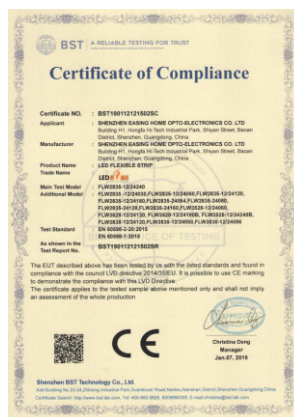 BST A RELIABLE TESTING FOR TRUST
Certificate of Compliance
Certificate NO. : BST190112121502SC
Applicant : SHENZHEN EASING HOME OPTO-ELECTRONICS CO. LTD
Building H1, Hongfa Hi-Tech Industrial Park, Shiyan Street, Baoan
District, Shenzhen, Guangdong, China
Manufacturer : SHENZHEN EASING HOME OPTO-ELECTRONICS CO. LTD
Building H1, Hongfa Hi-Tech Industrial Park, Shiyan Street, Baoan
District, Shenzhen, Guangdong, China
Product Name : LED FLEXIBLE STRIP
Trade Name
LED HOME
Main Test Model : FLW2835-12/24240
Additional Model :
Test Standard : EN 60598-2-20:2015
EN 60598-1:2015
As shown in the
Test Report No. : BST190112121502SR
The EUT described above has been tested by us with the listed standards and found in
compliance with the council LVD directive 2014/35/EU. It is possible to use CE marking
to demonstrate the compliance with this LVD Directive.
The certificate applies to the tested sample above mentioned only and shall not imply
an assessment of the whole production
CE
APPROVED
Christina Deng
Manager
Jan.07, 2019
Shenzhen BST Technology Co., Ltd.